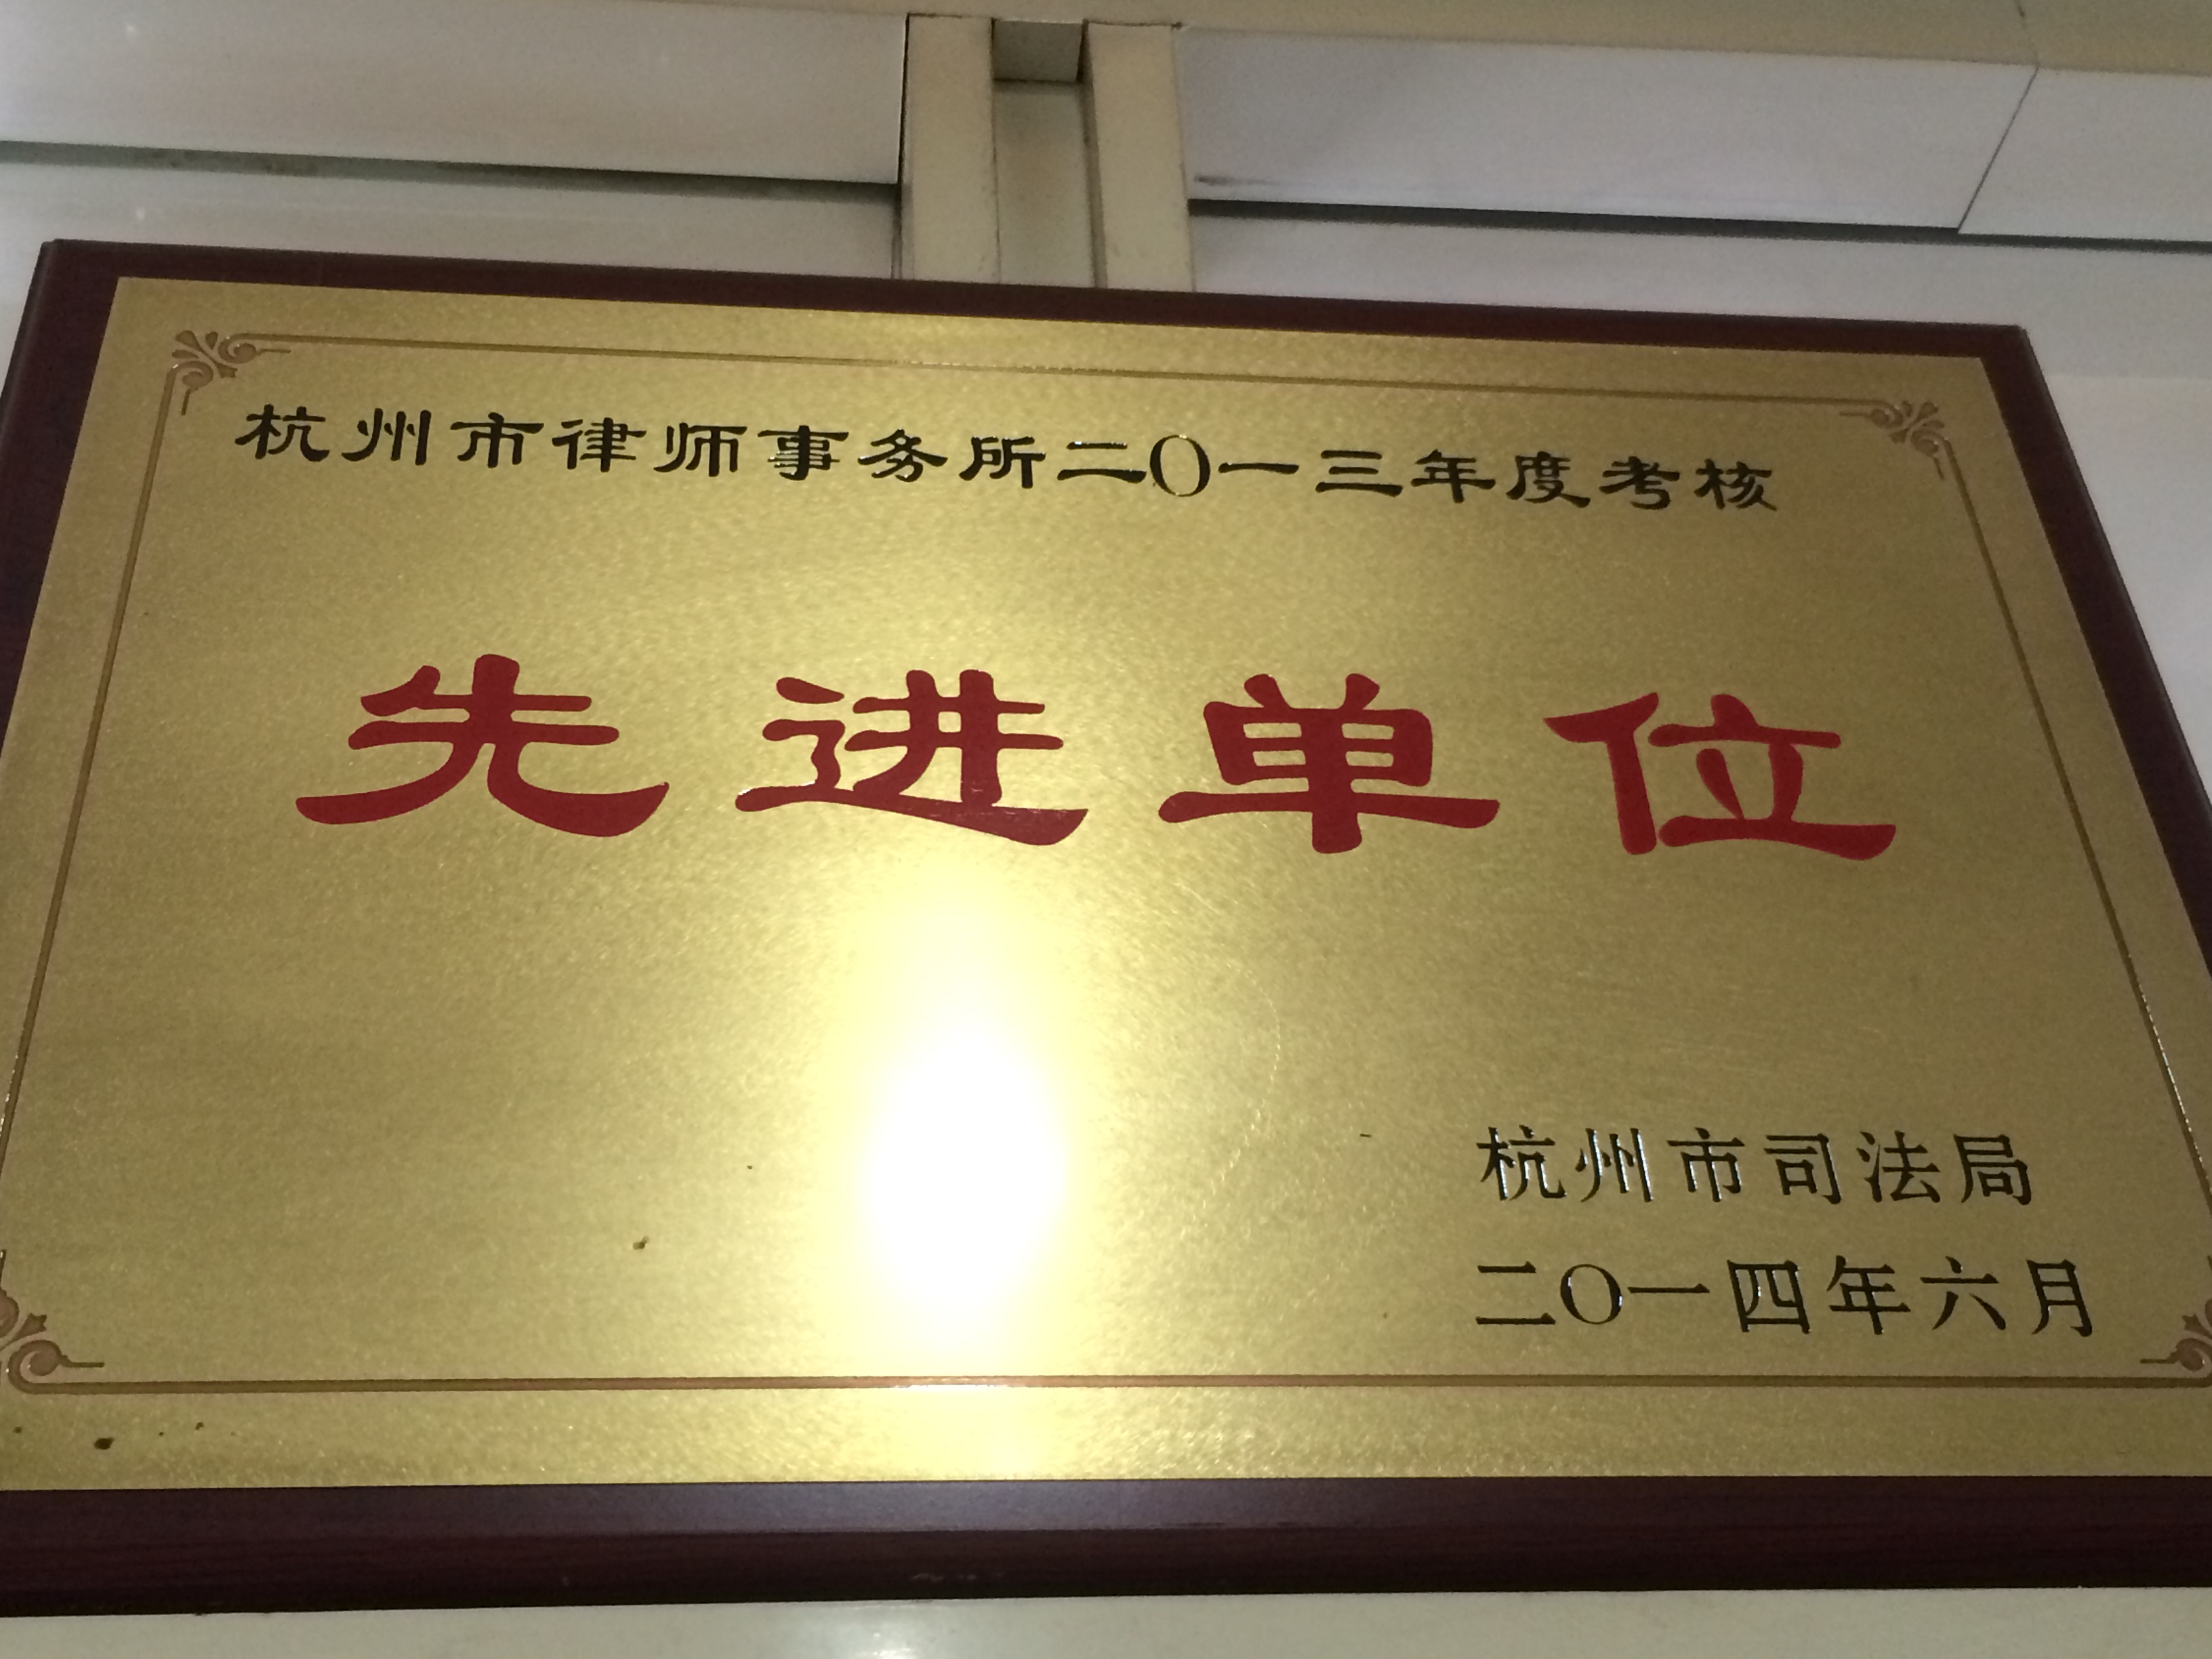 杭州市律师事务所二〇一三年度考核
先进单位
杭州市司法局
二〇一四年六月